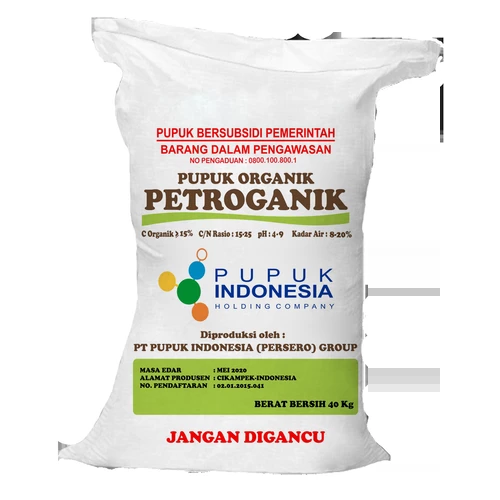 PUPUK BERSUBSIDI PEMERINTAH
BARANG DALAM PENGAWASAN
NO PENGADUAN : 0800.100.800.1
PUPUK ORGANIK
PETROGANIK
C Organik ≥ 15% C/N Rasio : 15-25 pH : 4-9 Kadar Air : 8-20%
PUPUK
INDONESIA
HOLDING COMPANY
Diproduksi oleh :
PT PUPUK INDONESIA (PERSERO) GROUP
MASA EDAR : MEI 2020
ALAMAT PRODUSEN : CIKAMPEK-INDONESIA
NO. PENDAFTARAN : 02.01.2015.041
BERAT BERSIH 40 Kg
JANGAN DIGANCU